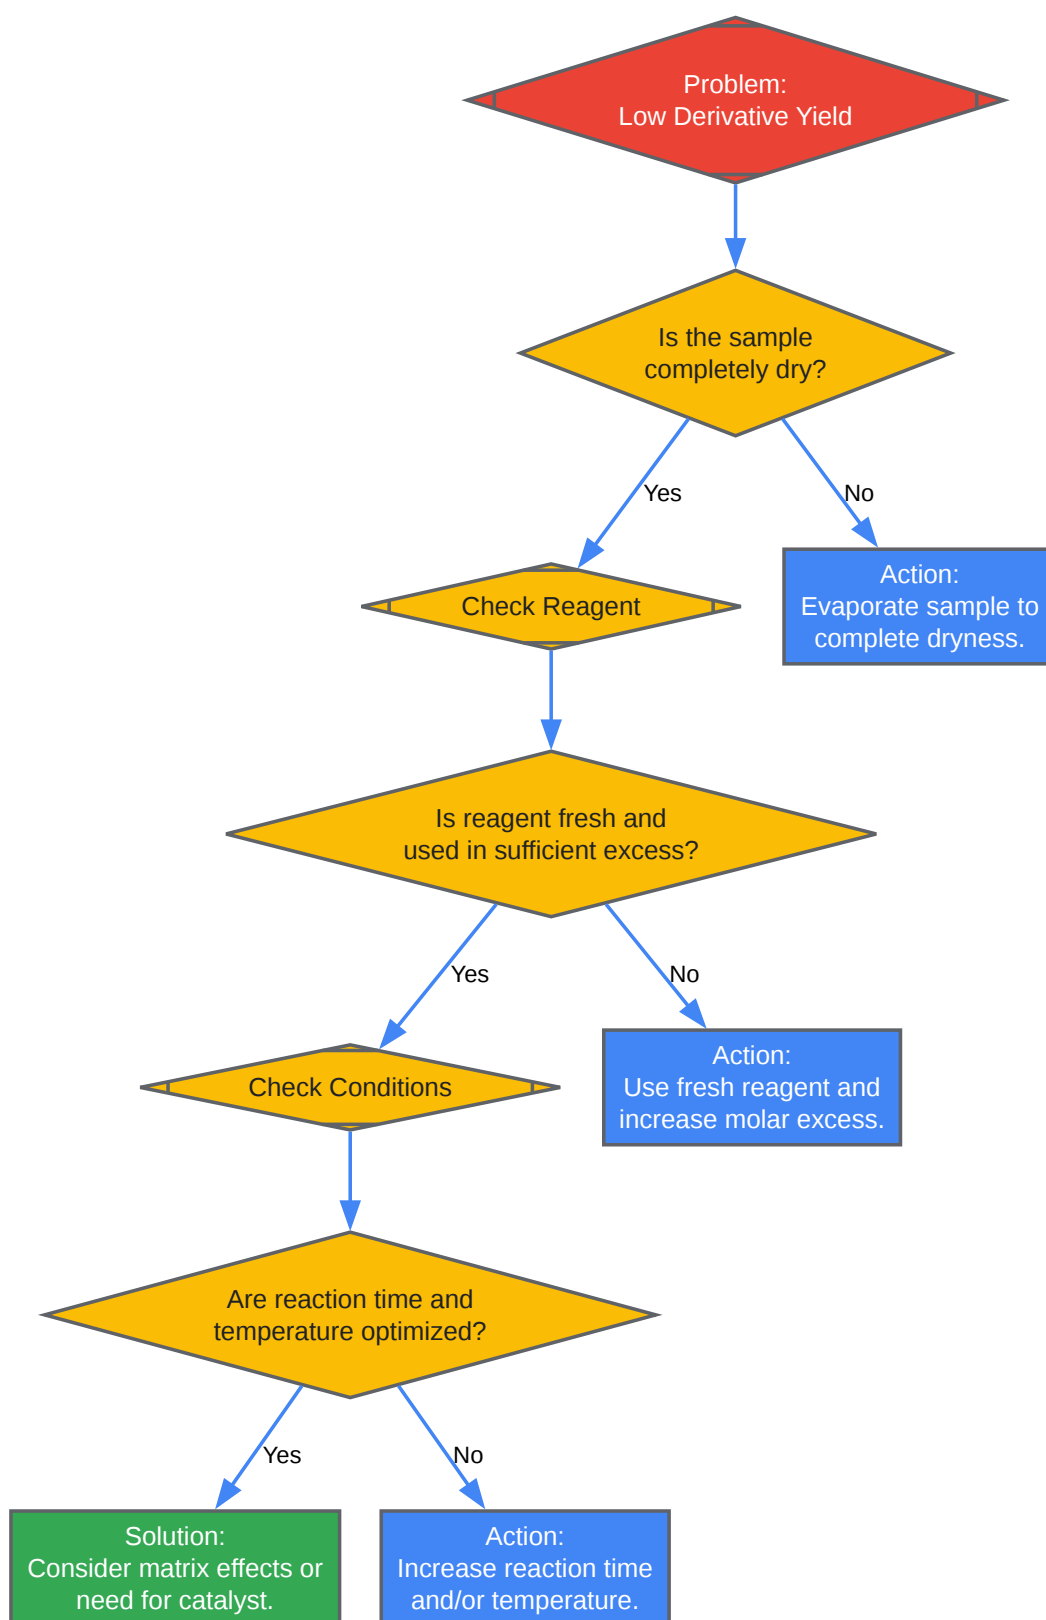 Problem:
Low Derivative Yield
Is the sample
completely dry?
Yes
No
Check Reagent
Action:
Evaporate sample to
complete dryness.
Is reagent fresh and
used in sufficient excess?
Yes
No
Check Conditions
Action:
Use fresh reagent and
increase molar excess.
Are reaction time and
temperature optimized?
Yes
No
Solution:
Consider matrix effects or
need for catalyst.
Action:
Increase reaction time
and/or temperature.